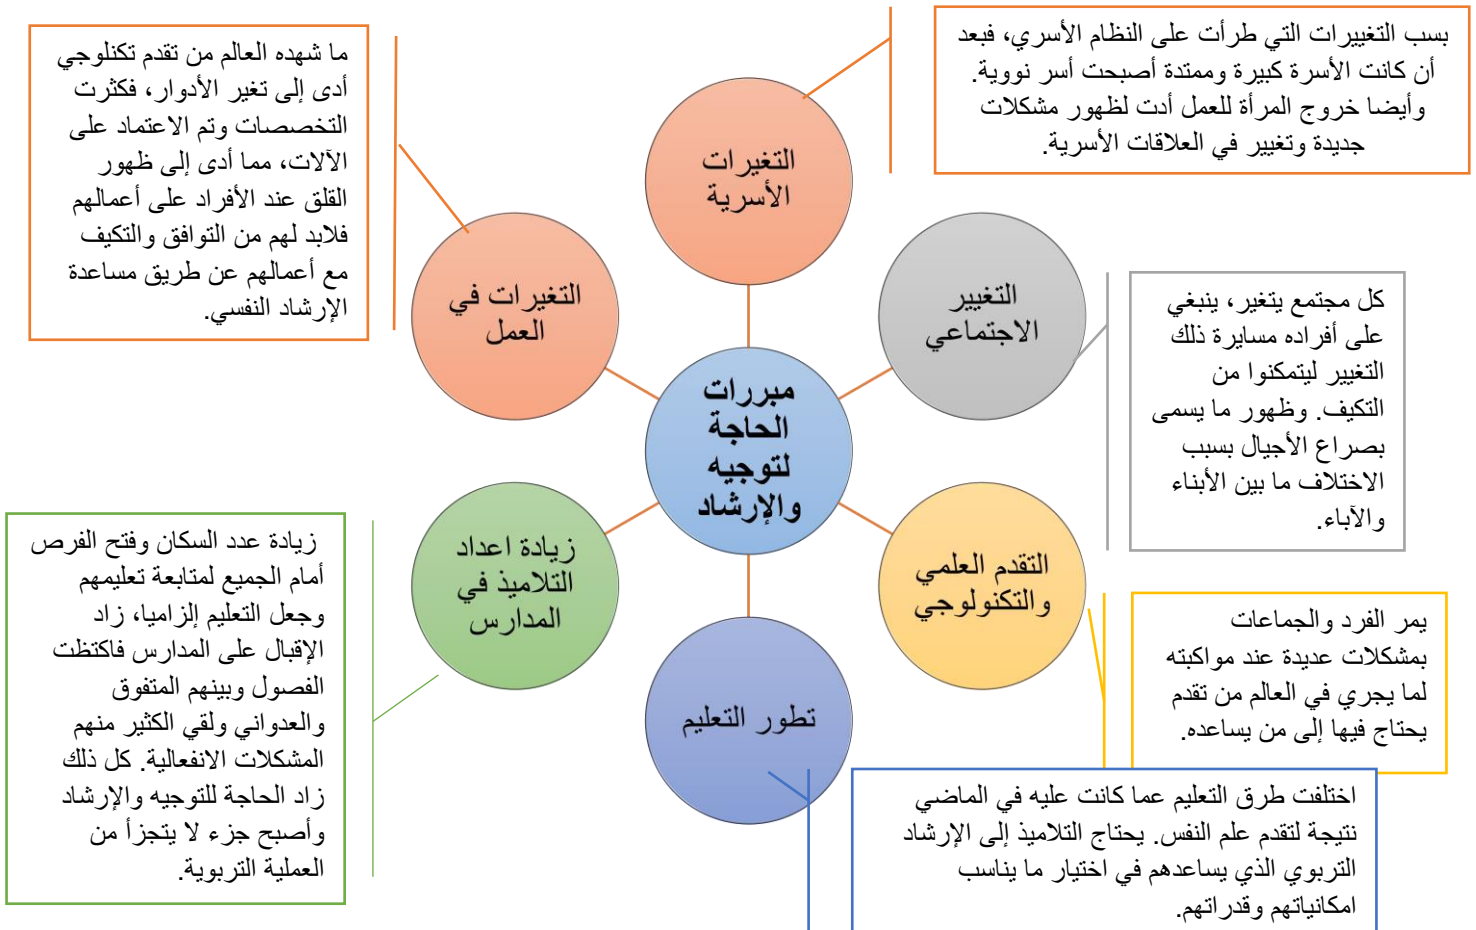 بسب التغييرات التي طرأت على النظام الأسري، فبعد
أن كانت الأسرة كبيرة وممتدة أصبحت أسر نووية.
وأيضا خروج المرأة للعمل أدت لظهور مشكلات
جديدة وتغيير في العلاقات الأسرية.
ما شهده العالم من تقدم تكنلوجي
أدى إلى تغير الأدوار، فكثرت
التخصصات وتم الاعتماد على
الآلات، مما أدى إلى ظهور
القلق عند الأفراد على أعمالهم
فلابد لهم من التوافق والتكيف
مع أعمالهم عن طريق مساعدة
الإرشاد النفسي.
التغيرات
الأسرية
التغيير
الاجتماعي
التغيرات في
العمل
كل مجتمع يتغير، ينبغي
على أفراده مسايرة ذلك
التغيير ليتمكنوا من
التكيف. وظهور ما يسمى
بصراع الأجيال بسبب
الاختلاف ما بين الأبناء
والآباء.
مبررات
الحاجة
لتوجيه
والإرشاد
التقدم العلمي
والتكنولوجي
زيادة اعداد
التلاميذ في
المدارس
زيادة عدد السكان وفتح الفرص
أمام الجميع لمتابعة تعليمهم
وجعل التعليم إلزاميا، زاد
الإقبال على المدارس فاكتظت
الفصول وبينهم المتفوق
والعدواني ولقي الكثير منهم
المشكلات الانفعالية. كل ذلك
زاد الحاجة للتوجيه والإرشاد
وأصبح جزء لا يتجزأ من
العملية التربوية.
يمر الفرد والجماعات
بمشكلات عديدة عند مواكبته
لما يجري في العالم من تقدم
يحتاج فيها إلى من يساعده.
تطور التعليم
اختلفت طرق التعليم عما كانت عليه في الماضي
نتيجة لتقدم علم النفس. يحتاج التلاميذ إلى الإرشاد
التربوي الذي يساعدهم في اختيار ما يناسب
امكانياتهم وقدراتهم.